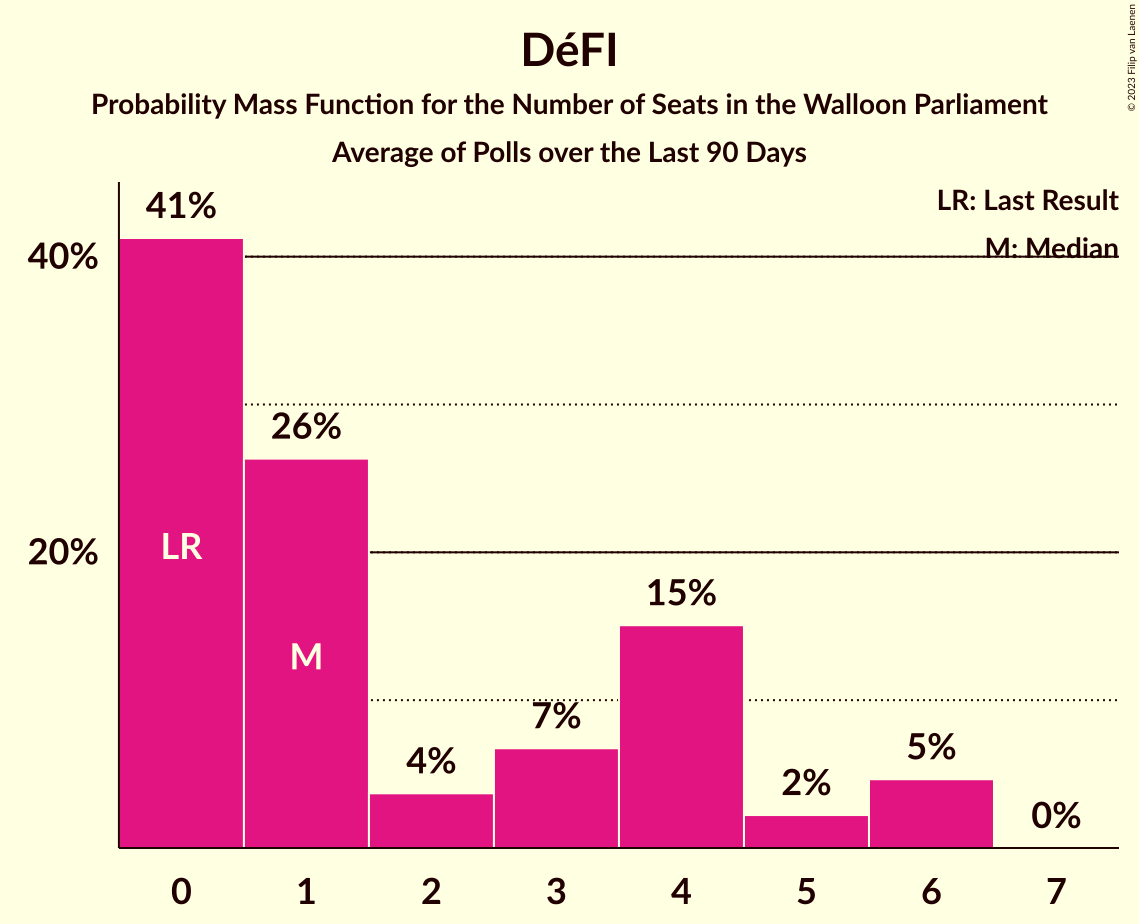 DéFI
Probability Mass Function for the Number of Seats in the Walloon Parliament
Average of Polls over the Last 90 Days
© 2023 Filip van Laenen
LR: Last Result
M: Median
41%
40%
26%
LR
20%
15%
M
7%
5%
4%
2%
0%
0 1 2 3 4 5 6 7